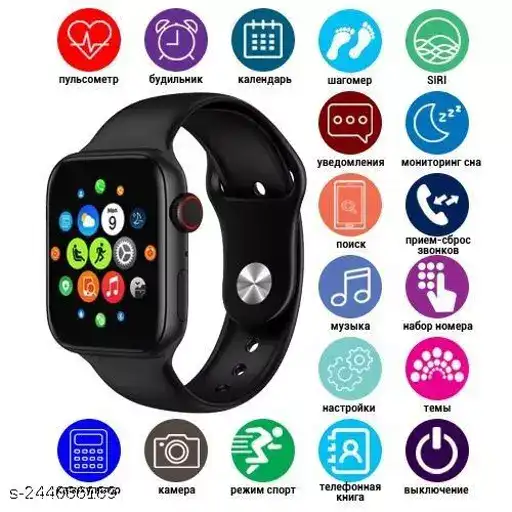 пульсометр
будильник
календарь
шагомер
SIRI
уведомления
мониторинг сна
поиск
прием-сброс
звонков
музыка
набор номера
настройки
темы
камера
режим спорт
телефонная
книга
выключение
9